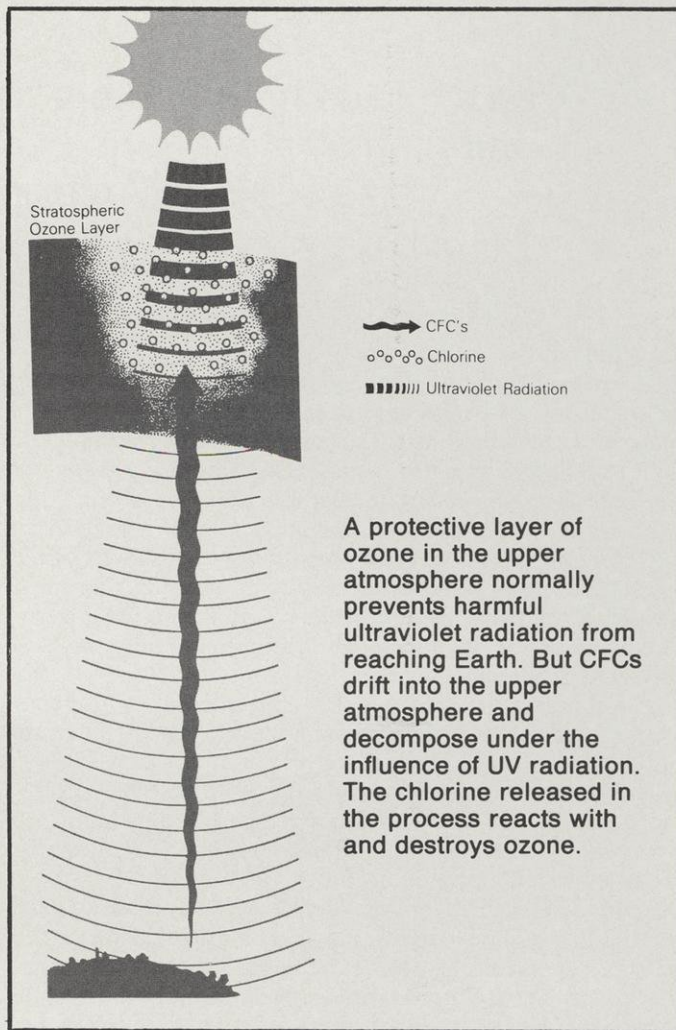 Stratospheric
Ozone Layer
CFC's
Chlorine
Ultraviolet Radiation
A protective layer of
ozone in the upper
atmosphere normally
prevents harmful
ultraviolet radiation from
reaching Earth. But CFCs
drift into the upper
atmosphere and
decompose under the
influence of UV radiation.
The chlorine released in
the process reacts with
and destroys ozone.